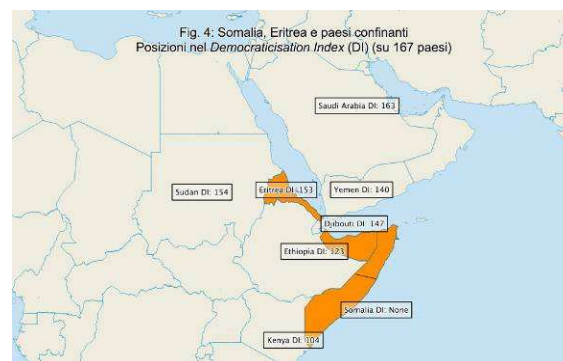 Fig. 4: Somalia, Eritrea e paesi confinanti
Posizioni nel Democraticisation Index (DI) (su 167 paesi)
Saudi Arabia DI: 163
Sudan DI: 154
Eritrea DI: 153
Yemen DI: 140
Djibouti DI: 147
Ethiopia DI: 123
Somalia DI: None
Kenya DI: 104